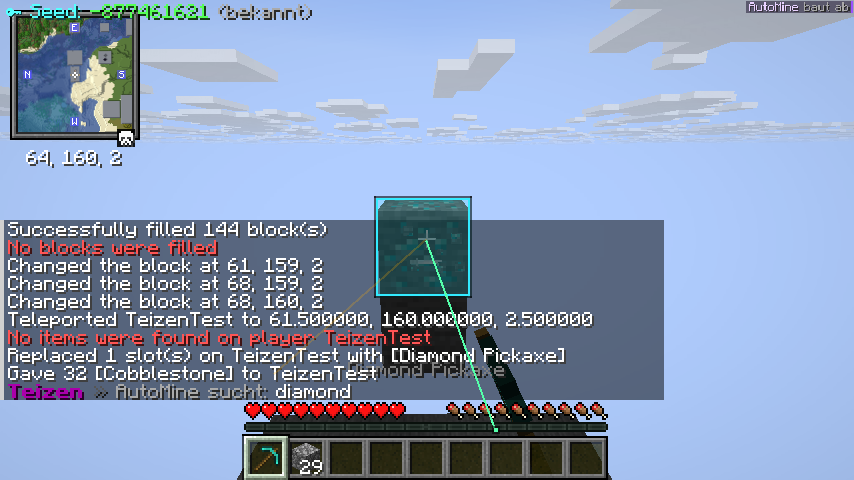 Seed: -877461621 (bekannt)
AutoMine baut ab
E
N
S
W
64, 160, 2
Successfully filled 144 block(s)
No blocks were filled
Changed the block at 61, 159, 2
Changed the block at 68, 159, 2
Changed the block at 68, 160, 2
Teleported TeizenTest to 61.500000, 160.000000, 2.500000
No items were found on player TeizenTest
Replaced 1 slot(s) on TeizenTest with [Diamond Pickaxe]
Gave 32 [Cobblestone] to TeizenTest
Diamond Pickaxe
Teizen » AutoMine sucht: diamond
29